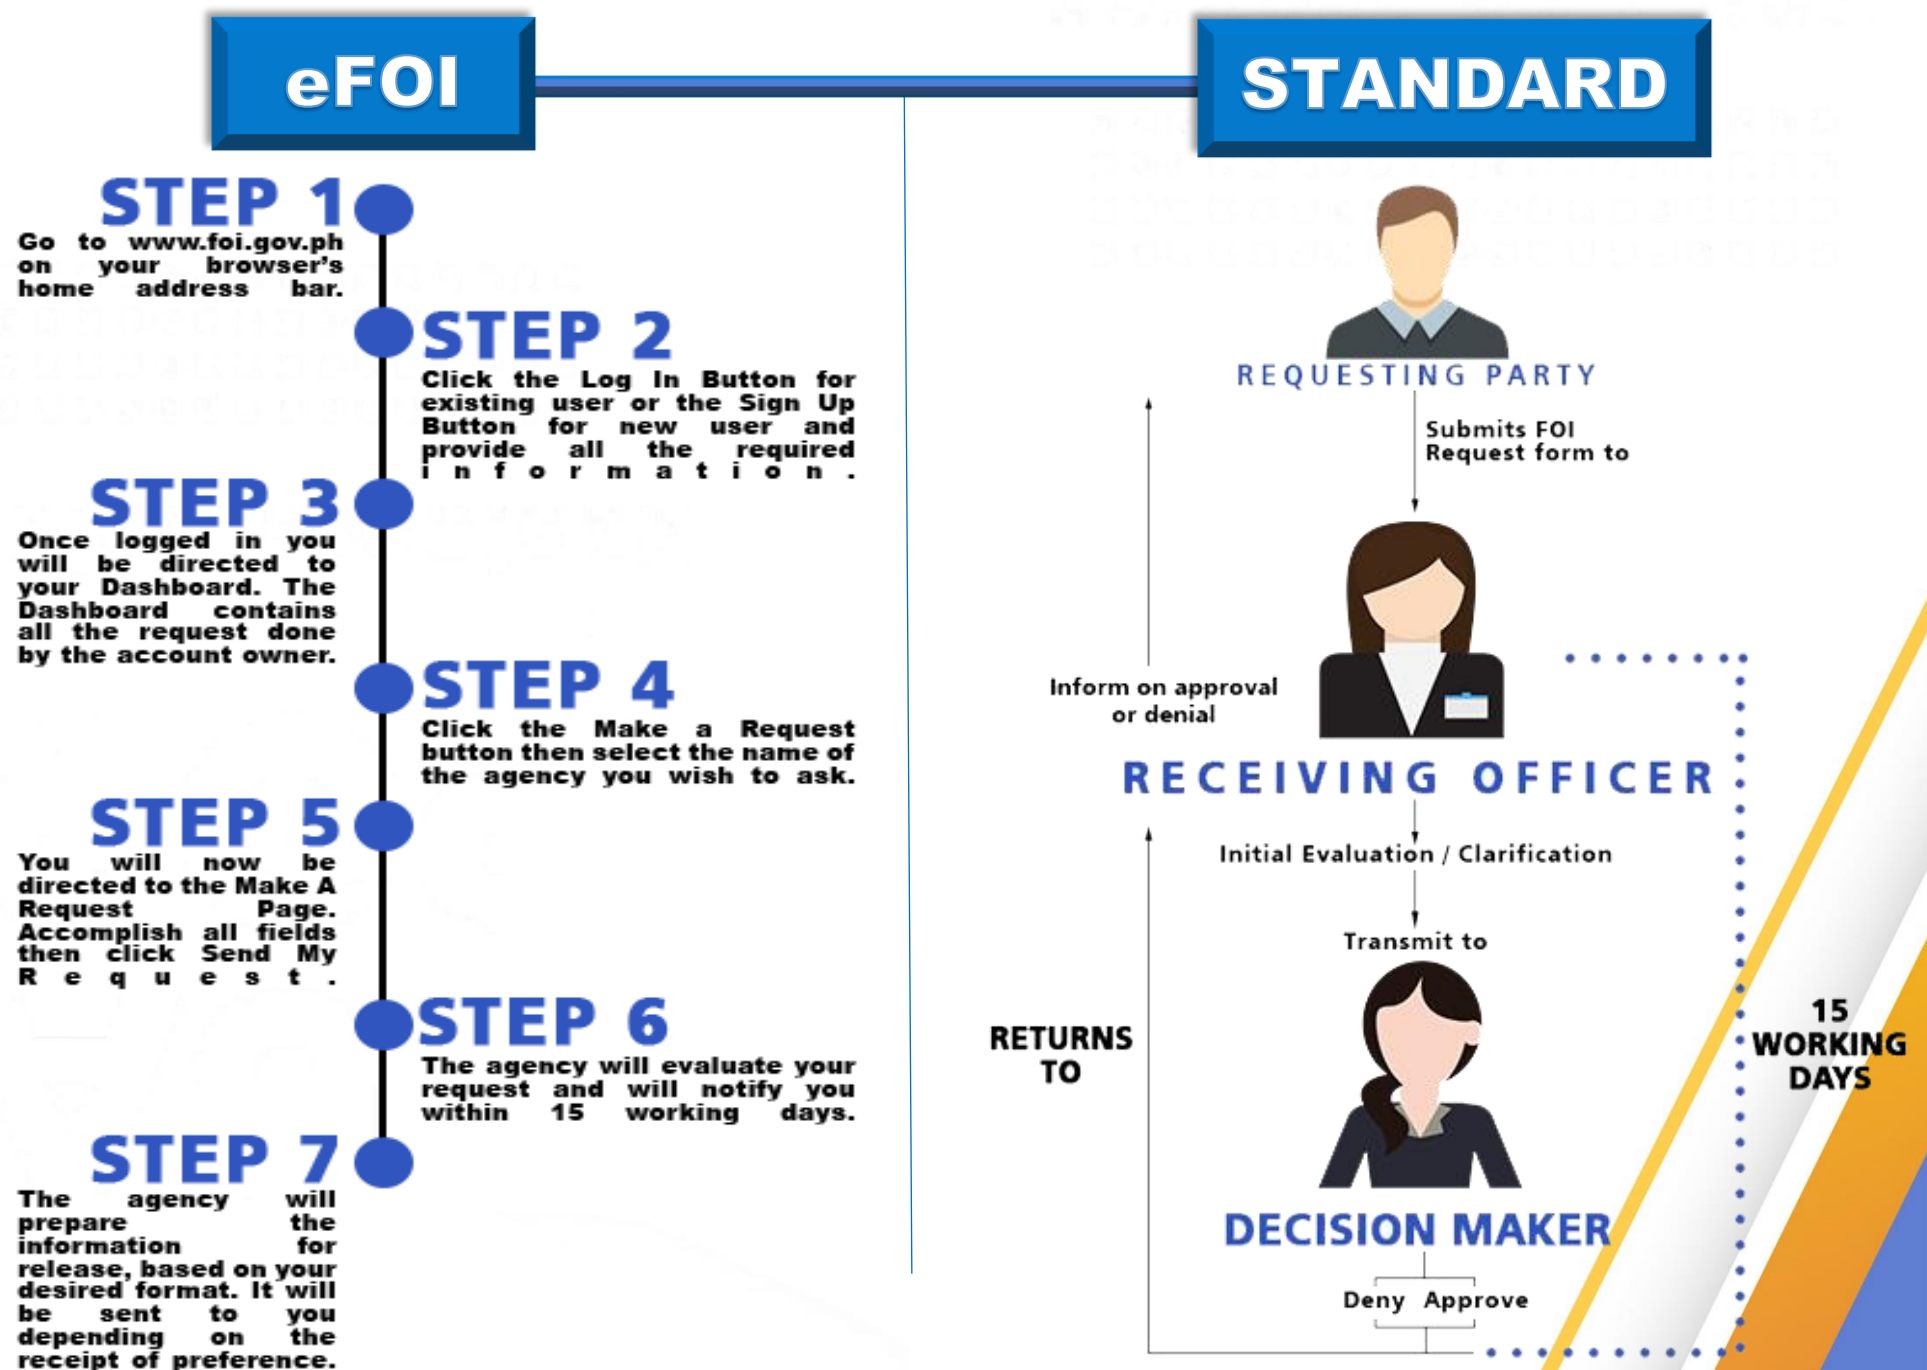 eFOI
STANDARD
STEP 1
Go to www.foi.gov.ph
on your browser's
home address bar.
STEP 2
Click the Log In Button for
existing user or the Sign Up
Button for new user and
provide all the required
information.
STEP 3
Once logged in you
will be directed to
your Dashboard. The
Dashboard contains
all the request done
by the account owner.
STEP 4
Click the Make a Request
button then select the name of
the agency you wish to ask.
STEP 5
You will now be
directed to the Make A
Request Page.
Accomplish all fields
then click Send My
Request.
STEP 6
The agency will evaluate your
request and will notify you
within 15 working days.
STEP 7
The agency will
prepare the
information for
release, based on your
desired format. It will
be sent to you
depending on the
receipt of preference.
REQUESTING PARTY
Submits FOI
Request form to
Inform on approval
or denial
RECEIVING OFFICER
Initial Evaluation / Clarification
Transmit to
RETURNS
TO
15
WORKING
DAYS
DECISION MAKER
Deny Approve